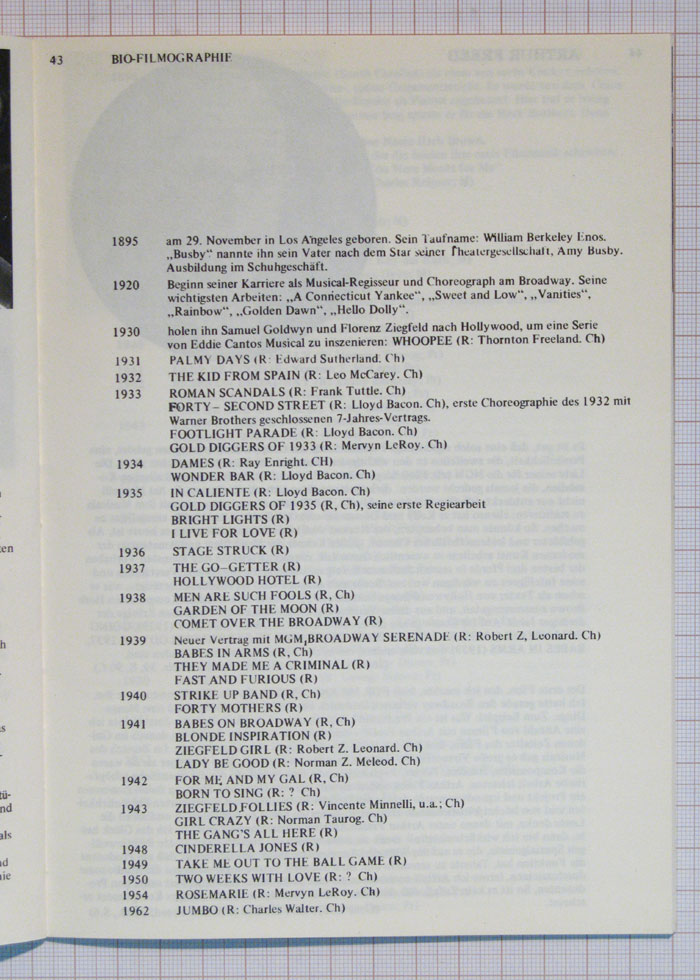 43 BIO-FILMOGRAPHIE
1895 am 29. November in Los Angeles geboren. Sein Taufname: William Berkeley Enos.
„Busby“ nannte ihn sein Vater nach dem Star seiner Theatergesellschaft, Amy Busby.
Ausbildung im Schuhgeschäft.
1920 Beginn seiner Karriere als Musical-Regisseur und Choreograph am Broadway. Seine
wichtigsten Arbeiten: „A Connecticut Yankee“, „Sweet and Low“, „Vanities“,
„Rainbow“, „Golden Dawn“, „Hello Dolly“.
1930 holen ihn Samuel Goldwyn und Florenz Ziegfeld nach Hollywood, um eine Serie
von Eddie Cantos Musical zu inszenieren: WHOOPEE (R: Thornton Freeland. Ch)
1931 PALMY DAYS (R: Edward Sutherland. Ch)
1932 THE KID FROM SPAIN (R: Leo McCarey. Ch)
1933 ROMAN SCANDALS (R: Frank Tuttle. Ch)
FORTY– SECOND STREET (R: Lloyd Bacon. Ch), erste Choreographie des 1932 mit
Warner Brothers geschlossenen 7-Jahres-Vertrags.
FOOTLIGHT PARADE (R: Lloyd Bacon. Ch)
GOLD DIGGERS OF 1933 (R: Mervyn LeRoy. Ch)
1934 DAMES (R: Ray Enright. CH)
WONDER BAR (R: Lloyd Bacon. Ch)
1935 IN CALIENTE (R: Lloyd Bacon. Ch)
GOLD DIGGERS OF 1935 (R, Ch), seine erste Regiearbeit
BRIGHT LIGHTS (R)
I LIVE FOR LOVE (R)
1936 STAGE STRUCK (R)
1937 THE GO–GETTER (R)
HOLLYWOOD HOTEL (R)
1938 MEN ARE SUCH FOOLS (R, Ch)
GARDEN OF THE MOON (R)
COMET OVER THE BROADWAY (R)
1939 Neuer Vertrag mit MGM, BROADWAY SERENADE (R: Robert Z, Leonard. Ch)
BABES IN ARMS (R, Ch)
THEY MADE ME A CRIMINAL (R)
FAST AND FURIOUS (R)
1940 STRIKE UP BAND (R, Ch)
FORTY MOTHERS (R)
1941 BABES ON BROADWAY (R, Ch)
BLONDE INSPIRATION (R)
ZIEGFELD GIRL (R: Robert Z. Leonard. Ch)
LADY BE GOOD (R: Norman Z. Mcleod. Ch)
1942 FOR ME AND MY GAL (R, Ch)
BORN TO SING (R: ? Ch)
1943 ZIEGFELD FOLLIES (R: Vincente Minnelli, u.a.; Ch)
GIRL CRAZY (R: Norman Taurog. Ch)
THE GANG'S ALL HERE (R)
1948 CINDERELLA JONES (R)
1949 TAKE ME OUT TO THE BALL GAME (R)
1950 TWO WEEKS WITH LOVE (R: ? Ch)
1954 ROSEMARIE (R: Mervyn LeRoy. Ch)
1962 JUMBO (R: Charles Walter. Ch)